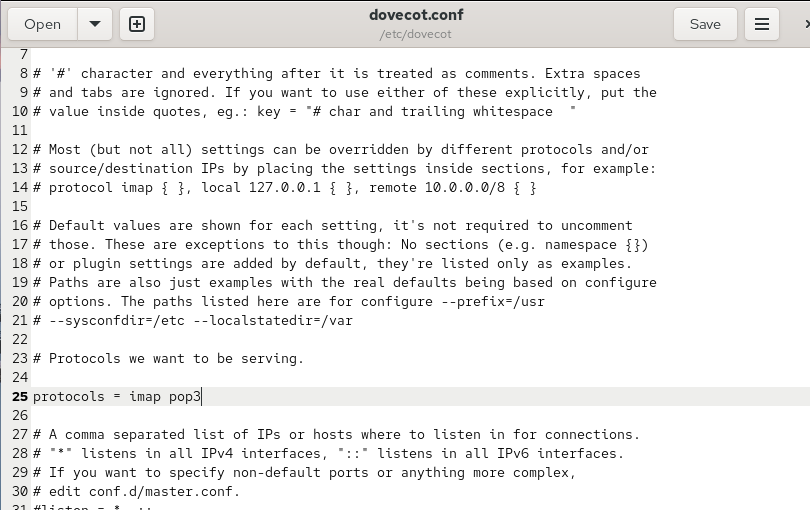 Open
dovecot.conf
/etc/dovecot
Save
7
8 # '#' character and everything after it is treated as comments. Extra spaces
9 # and tabs are ignored. If you want to use either of these explicitly, put the
10 # value inside quotes, eg.: key = "# char and trailing whitespace  "
11
12 # Most (but not all) settings can be overridden by different protocols and/or
13 # source/destination IPs by placing the settings inside sections, for example:
14 # protocol imap { }, local 127.0.0.1 { }, remote 10.0.0.0/8 { }
15
16 # Default values are shown for each setting, it's not required to uncomment
17 # those. These are exceptions to this though: No sections (e.g. namespace {})
18 # or plugin settings are added by default, they're listed only as examples.
19 # Paths are also just examples with the real defaults being based on configure
20 # options. The paths listed here are for configure --prefix=/usr
21 # --sysconfdir=/etc --localstatedir=/var
22
23 # Protocols we want to be serving.
24
25 protocols = imap pop3
26
27 # A comma separated list of IPs or hosts where to listen in for connections.
28 # "*" listens in all IPv4 interfaces, "::" listens in all IPv6 interfaces.
29 # If you want to specify non-default ports or anything more complex,
30 # edit conf.d/master.conf.
31 #listen = *, ::